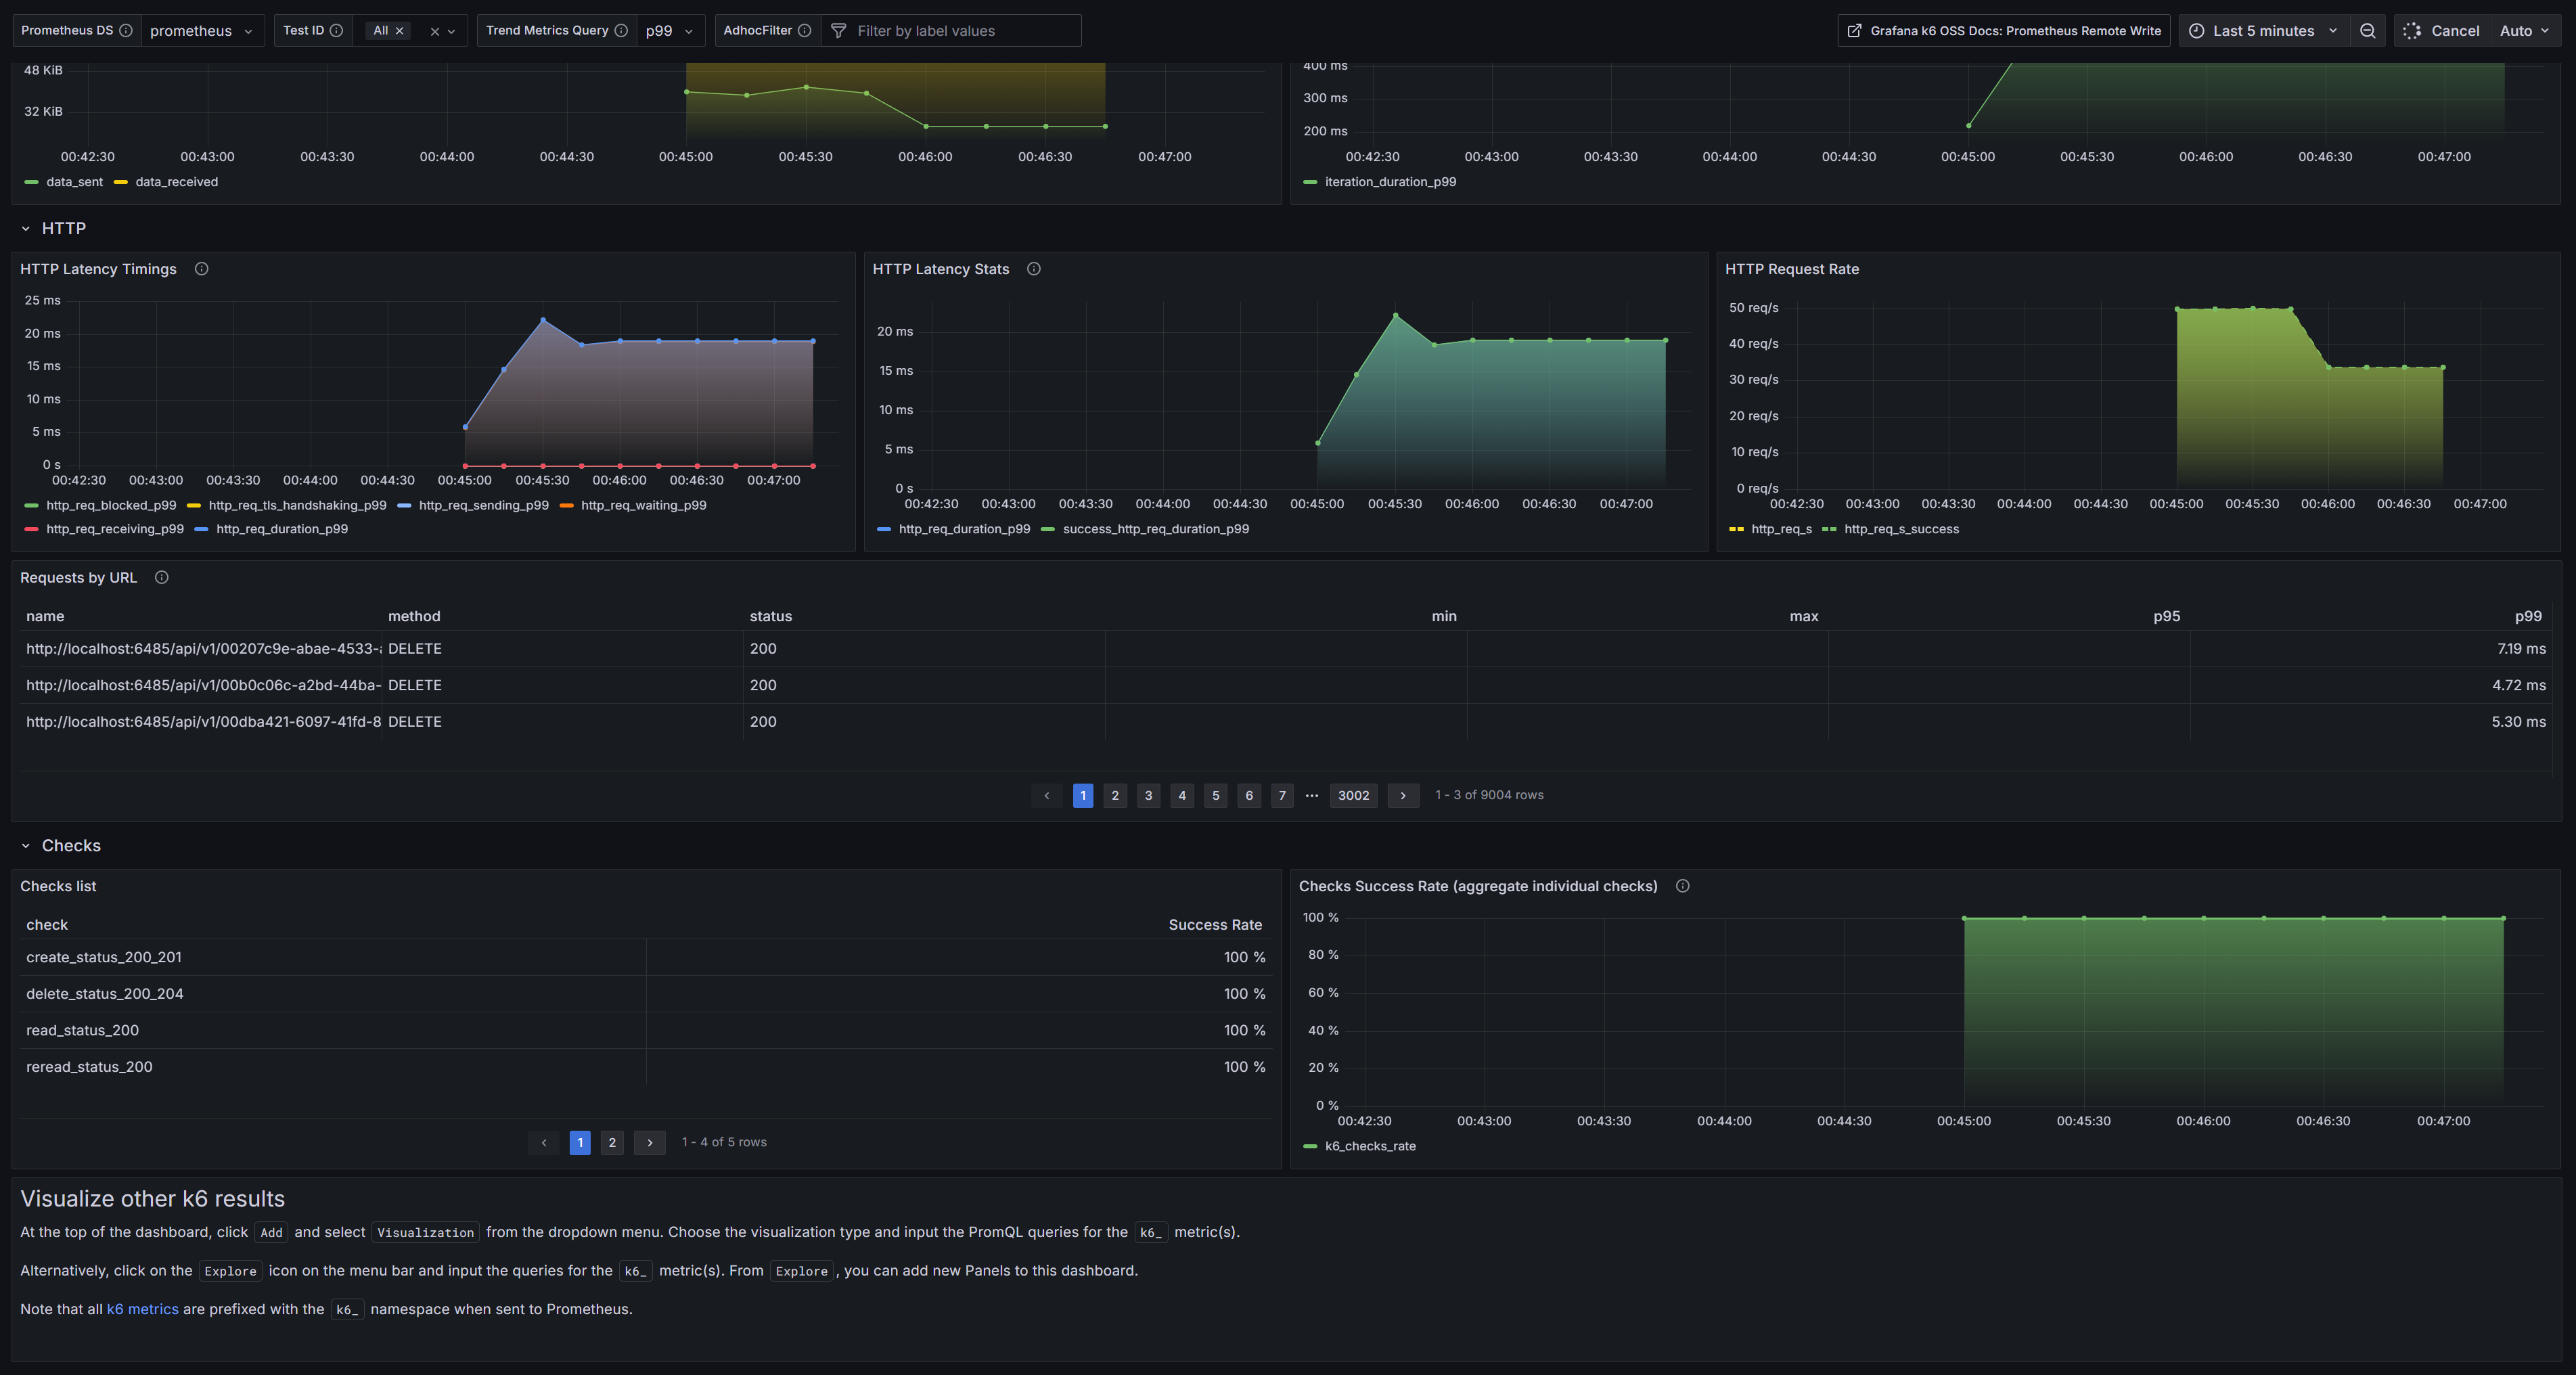 Prometheus DS prometheus Test ID All Trend Metrics Query p99 AdhocFilter Filter by label values Grafana k6 OSS Docs: Prometheus Remote Write Last 5 minutes Cancel Auto
48 KiB
32 KiB
00:42:30 00:43:00 00:43:30 00:44:00 00:44:30 00:45:00 00:45:30 00:46:00 00:46:30 00:47:00
data_sent data_received
400 ms
300 ms
200 ms
00:42:30 00:43:00 00:43:30 00:44:00 00:44:30 00:45:00 00:45:30 00:46:00 00:46:30 00:47:00
iteration_duration_p99
HTTP
HTTP Latency Timings
25 ms
20 ms
15 ms
10 ms
5 ms
0 s
00:42:30 00:43:00 00:43:30 00:44:00 00:44:30 00:45:00 00:45:30 00:46:00 00:46:30 00:47:00
http_req_blocked_p99 http_req_tls_handshaking_p99 http_req_sending_p99 http_req_waiting_p99
http_req_receiving_p99 http_req_duration_p99
HTTP Latency Stats
20 ms
15 ms
10 ms
5 ms
0 s
00:42:30 00:43:00 00:43:30 00:44:00 00:44:30 00:45:00 00:45:30 00:46:00 00:46:30 00:47:00
http_req_duration_p99 success_http_req_duration_p99
HTTP Request Rate
50 req/s
40 req/s
30 req/s
20 req/s
10 req/s
0 req/s
00:42:30 00:43:00 00:43:30 00:44:00 00:44:30 00:45:00 00:45:30 00:46:00 00:46:30 00:47:00
http_req_s http_req_s_success
Requests by URL
name method status min max p95 p99
http://localhost:6485/api/v1/00207c9e-abae-4533- DELETE 200 7.19 ms
http://localhost:6485/api/v1/00b0c06c-a2bd-44ba- DELETE 200 4.72 ms
http://localhost:6485/api/v1/00dba421-6097-41fd-8 DELETE 200 5.30 ms
1 2 3 4 5 6 7 ... 3002 1 - 3 of 9004 rows
Checks
Checks list
check Success Rate
create_status_200_201 100 %
delete_status_200_204 100 %
read_status_200 100 %
reread_status_200 100 %
1 2 1 - 4 of 5 rows
Checks Success Rate (aggregate individual checks)
100 %
80 %
60 %
40 %
20 %
0 %
00:42:30 00:43:00 00:43:30 00:44:00 00:44:30 00:45:00 00:45:30 00:46:00 00:46:30 00:47:00
k6_checks_rate
Visualize other k6 results
At the top of the dashboard, click Add and select Visualization from the dropdown menu. Choose the visualization type and input the PromQL queries for the k6_ metric(s).
Alternatively, click on the Explore icon on the menu bar and input the queries for the k6_ metric(s). From Explore , you can add new Panels to this dashboard.
Note that all k6 metrics are prefixed with the k6_ namespace when sent to Prometheus.